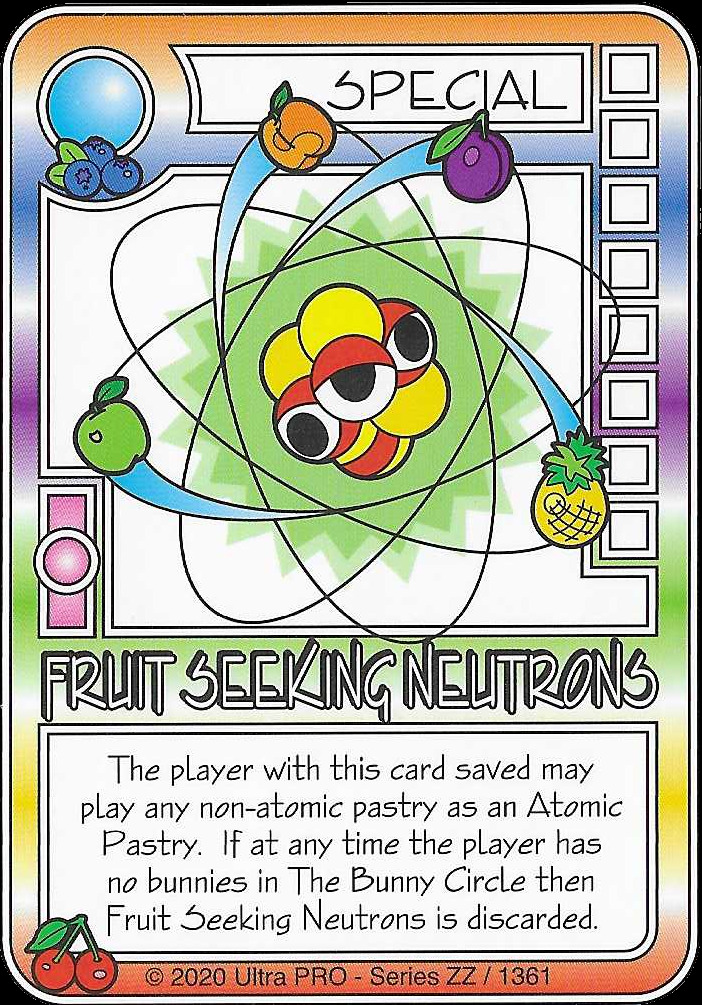 SPECIAL
FRUIT SEEKING NEUTRONS
The player with this card saved may
play any non-atomic pastry as an Atomic
Pastry. If at any time the player has
no bunnies in The Bunny Circle then
Fruit Seeking Neutrons is discarded.
© 2020 Ultra PRO - Series ZZ / 1361